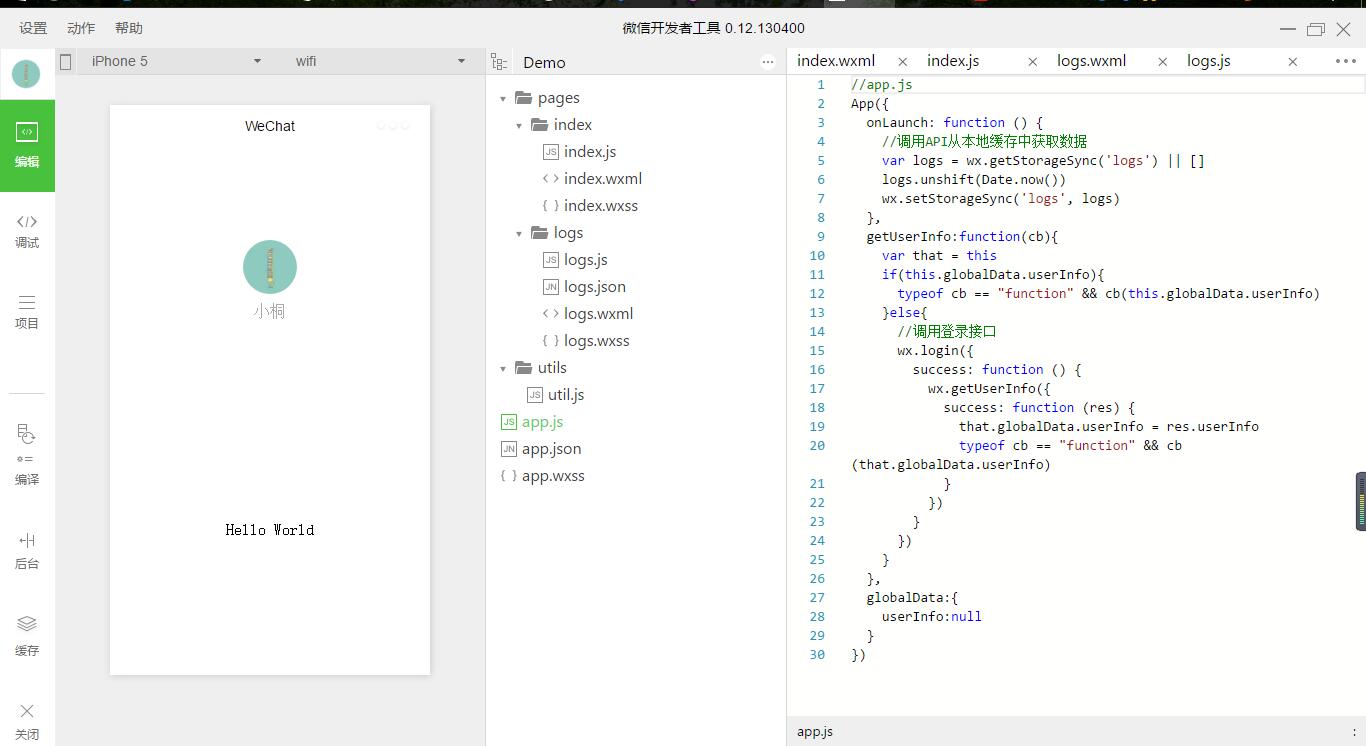 设置 动作 帮助 微信开发者工具 0.12.130400
iPhone 5 wifi
编辑
调试
项目
编译
后台
缓存
关闭
WeChat
小桐
Hello World
Demo
pages
index
index.js
index.wxml
index.wxss
logs
logs.js
logs.json
logs.wxml
logs.wxss
utils
util.js
app.js
app.json
app.wxss
index.wxml index.js logs.wxml logs.js
1 //app.js
2 App({
3 onLaunch: function () {
4 //调用API从本地缓存中获取数据
5 var logs = wx.getStorageSync('logs') || []
6 logs.unshift(Date.now())
7 wx.setStorageSync('logs', logs)
8 },
9 getUserInfo:function(cb){
10 var that = this
11 if(this.globalData.userInfo){
12 typeof cb == "function" && cb(this.globalData.userInfo)
13 }else{
14 //调用登录接口
15 wx.login({
16 success: function () {
17 wx.getUserInfo({
18 success: function (res) {
19 that.globalData.userInfo = res.userInfo
20 typeof cb == "function" && cb
(that.globalData.userInfo)
21 }
22 })
23 }
24 })
25 }
26 },
27 globalData:{
28 userInfo:null
29 }
30 })
app.js